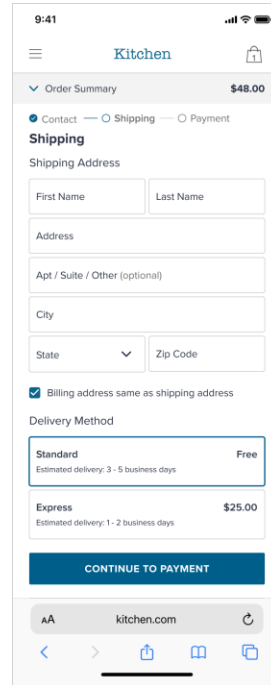 9:41
Kitchen
1
Order Summary $48.00
Contact Shipping Payment
Shipping
Shipping Address
First Name Last Name
Address
Apt / Suite / Other (optional)
City
State Zip Code
Billing address same as shipping address
Delivery Method
Standard Free
Estimated delivery: 3 - 5 business days
Express $25.00
Estimated delivery: 1 - 2 business days
CONTINUE TO PAYMENT
AA kitchen.com